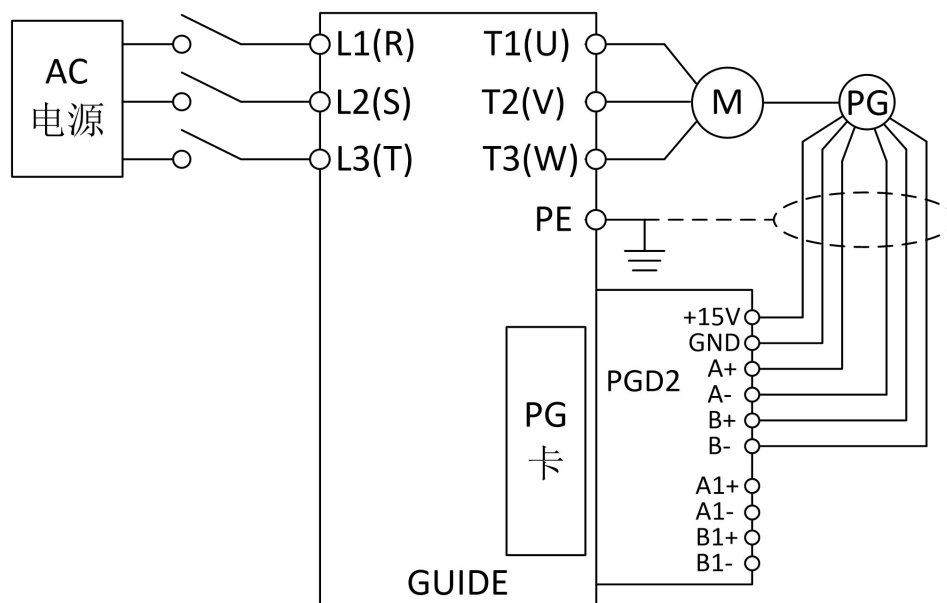 AC
电源
L1(R)
L2(S)
L3(T)
T1(U)
T2(V)
T3(W)
PE
M
PG
+15V
GND
A+
A-
B+
B-
A1+
A1-
B1+
B1-
PGD2
PG
卡
GUIDE